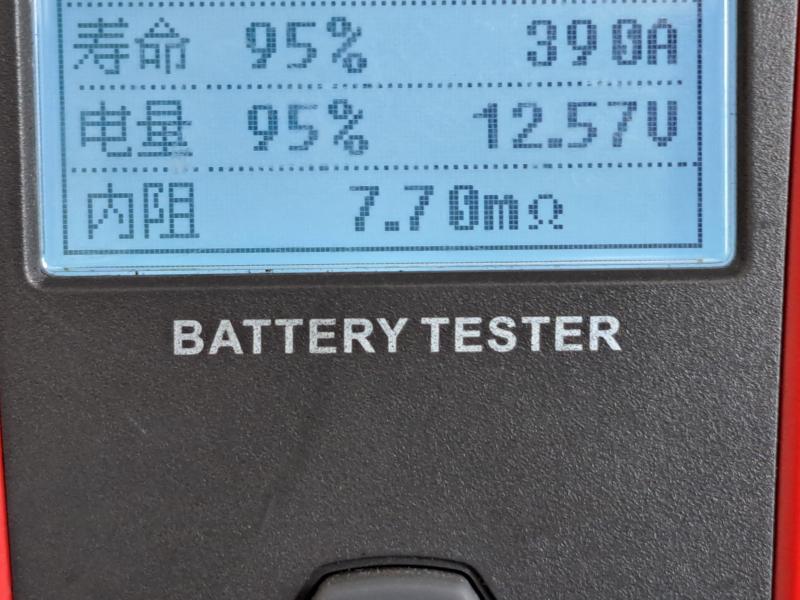 寿命 95% 390A
电量 95% 12.57V
内阻 7.70mΩ
BATTERY TESTER